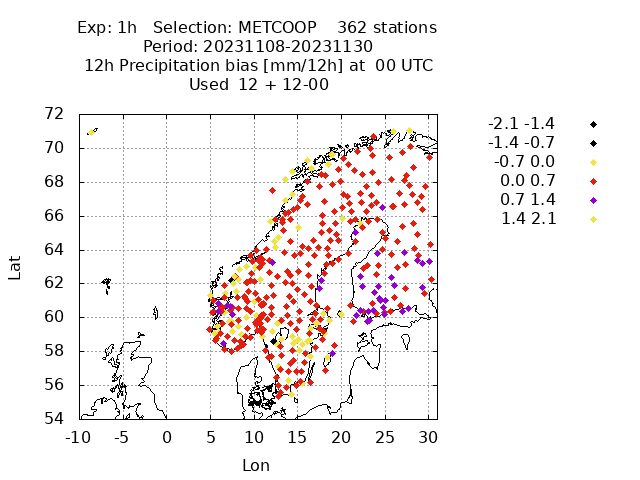 Exp: 1h   Selection: METCOOP    362 stations
Period: 20231108-20231130
12h Precipitation bias [mm/12h] at  00 UTC
Used  12 + 12-00
72
70
68
66
64
62
60
58
56
54
Lat
-10 -5 0 5 10 15 20 25 30
Lon
-2.1 -1.4
-1.4 -0.7
-0.7 0.0
0.0 0.7
0.7 1.4
1.4 2.1